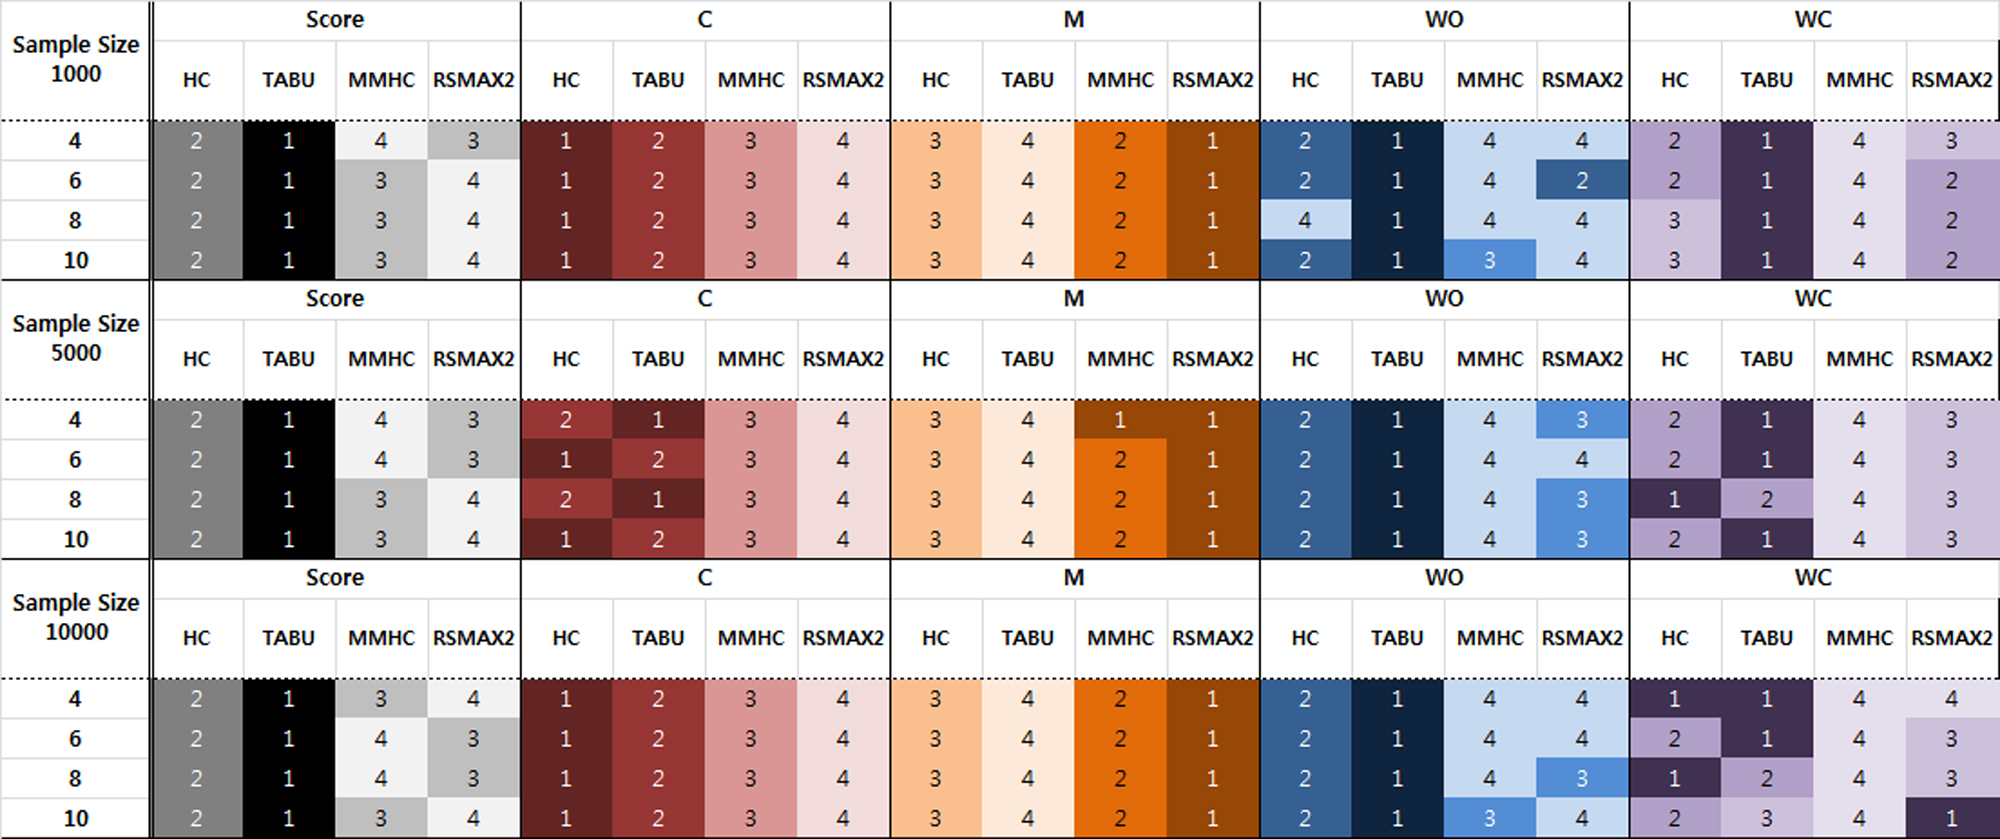 Score C M WO WC
Sample Size
1000
HC TABU MMHC RSMAX2 HC TABU MMHC RSMAX2 HC TABU MMHC RSMAX2 HC TABU MMHC RSMAX2 HC TABU MMHC RSMAX2
4 2 1 4 3 1 2 3 4 3 4 2 1 2 1 4 4 2 1 4 3
6 2 1 3 4 1 2 3 4 3 4 2 1 2 1 4 2 2 1 4 2
8 2 1 3 4 1 2 3 4 3 4 2 1 4 1 4 4 3 1 4 2
10 2 1 3 4 1 2 3 4 3 4 2 1 2 1 3 4 3 1 4 2
Score C M WO WC
Sample Size
5000
HC TABU MMHC RSMAX2 HC TABU MMHC RSMAX2 HC TABU MMHC RSMAX2 HC TABU MMHC RSMAX2 HC TABU MMHC RSMAX2
4 2 1 4 3 2 1 3 4 3 4 1 1 2 1 4 3 2 1 4 3
6 2 1 4 3 1 2 3 4 3 4 2 1 2 1 4 4 2 1 4 3
8 2 1 3 4 2 1 3 4 3 4 2 1 2 1 4 3 1 2 4 3
10 2 1 3 4 1 2 3 4 3 4 2 1 2 1 4 3 2 1 4 3
Score C M WO WC
Sample Size
10000
HC TABU MMHC RSMAX2 HC TABU MMHC RSMAX2 HC TABU MMHC RSMAX2 HC TABU MMHC RSMAX2 HC TABU MMHC RSMAX2
4 2 1 3 4 1 2 3 4 3 4 2 1 2 1 4 4 1 1 4 4
6 2 1 4 3 1 2 3 4 3 4 2 1 2 1 4 4 2 1 4 3
8 2 1 4 3 1 2 3 4 3 4 2 1 2 1 4 3 1 2 4 3
10 2 1 3 4 1 2 3 4 3 4 2 1 2 1 3 4 2 3 4 1